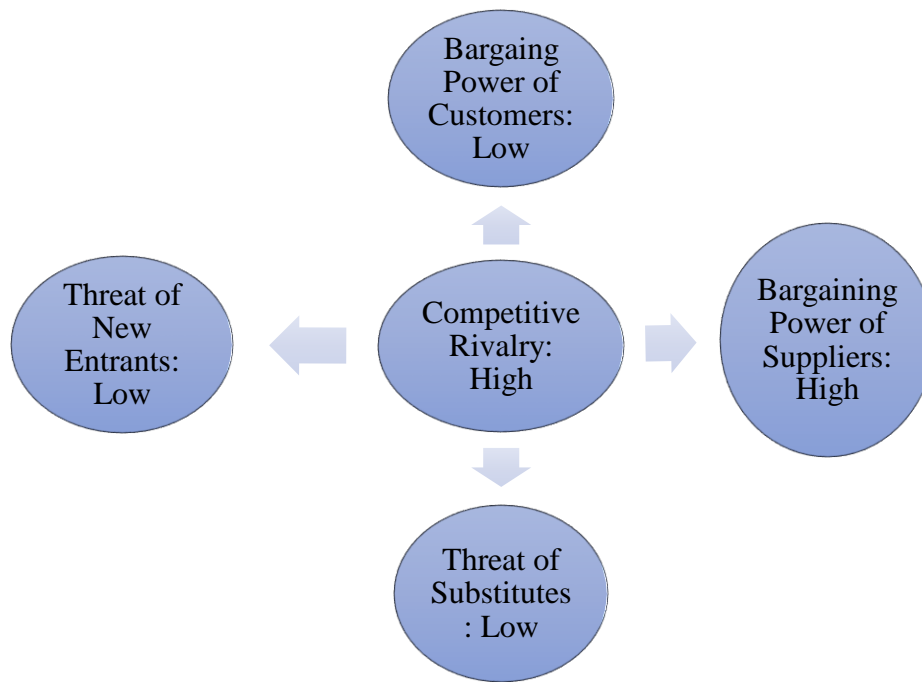 Bargaing
Power of
Customers:
Low
Threat of
New
Entrants:
Low
Competitive
Rivalry:
High
Bargaining
Power of
Suppliers:
High
Threat of
Substitutes
: Low